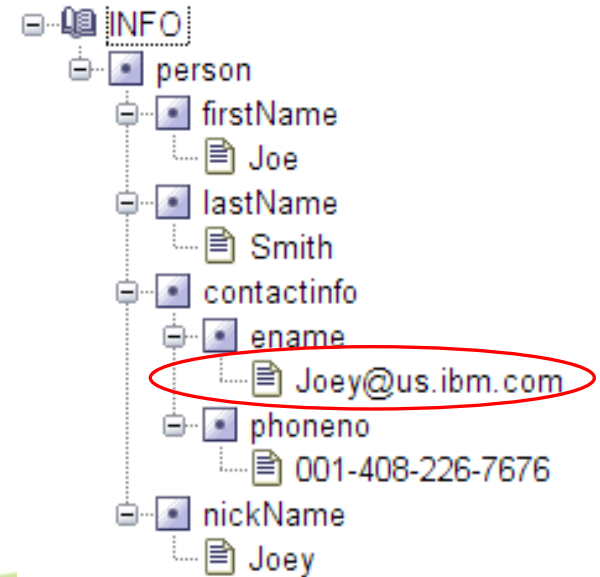 INFO
person
firstName
Joe
lastName
Smith
contactinfo
ename
Joey@us.ibm.com
phoneno
001-408-226-7676
nickName
Joey